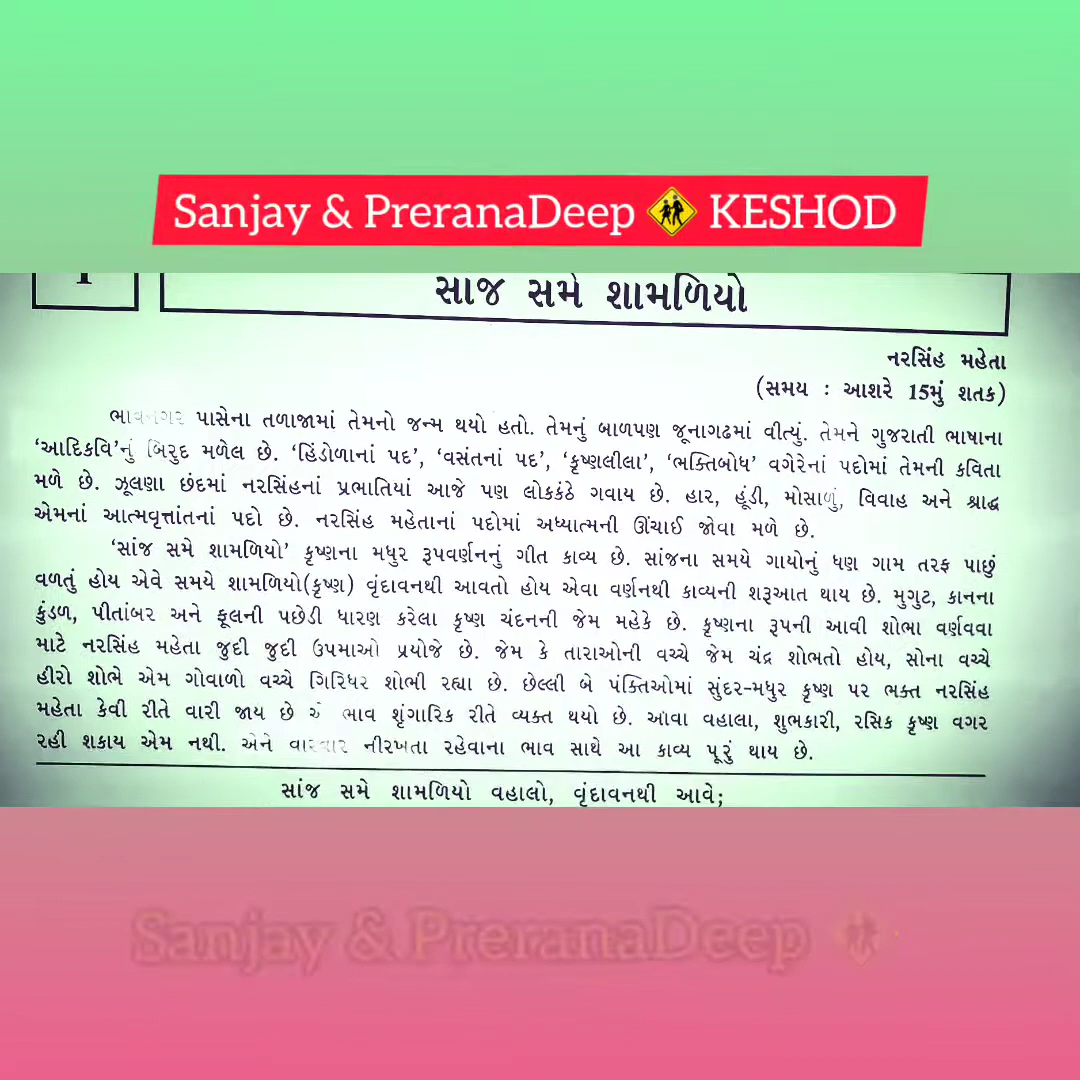 Sanjay & PreranaDeep 🚸 KESHOD
1
સાંજ સમે શામળિયો
નરસિંહ મહેતા
(સમય : આશરે 15મું શતક)
ભાવનગર પાસેના તળાજામાં તેમનો જન્મ થયો હતો. તેમનું બાળપણ જૂનાગઢમાં વીત્યું. તેમને ગુજરાતી ભાષાના
‘આદિકવિ’નું બિરુદ મળેલ છે. ‘હિંડોળાનાં પદ’, ‘વસંતનાં પદ’, ‘કૃષ્ણલીલા’, ‘ભક્તિબોધ’ વગેરેનાં પદોમાં તેમની કવિતા
મળે છે. ઝૂલણા છંદમાં નરસિંહનાં પ્રભાતિયાં આજે પણ લોકકંઠે ગવાય છે. હાર, હૂંડી, મોસાળું, વિવાહ અને શ્રાદ્ધ
એમનાં આત્મવૃત્તાંતનાં પદો છે. નરસિંહ મહેતાનાં પદોમાં અધ્યાત્મની ઊંચાઈ જોવા મળે છે.
‘સાંજ સમે શામળિયો’ કૃષ્ણના મધુર રૂપવર્ણનનું ગીત કાવ્ય છે. સાંજના સમયે ગાયોનું ધણ ગામ તરફ પાછું
વળતું હોય એવે સમયે શામળિયો(કૃષ્ણ) વૃંદાવનથી આવતો હોય એવા વર્ણનથી કાવ્યની શરૂઆત થાય છે. મુગુટ, કાનના
કુંડળ, પીતાંબર અને ફૂલની પછેડી ધારણ કરેલા કૃષ્ણ ચંદનની જેમ મહેકે છે. કૃષ્ણના રૂપની આવી શોભા વર્ણવવા
માટે નરસિંહ મહેતા જુદી જુદી ઉપમાઓ પ્રયોજે છે. જેમ કે તારાઓની વચ્ચે જેમ ચંદ્ર શોભતો હોય, સોના વચ્ચે
હીરો શોભે એમ ગોવાળો વચ્ચે ગિરિધર શોભી રહ્યા છે. છેલ્લી બે પંક્તિઓમાં સુંદર-મધુર કૃષ્ણ પર ભક્ત નરસિંહ
મહેતા કેવી રીતે વારી જાય છે એ ભાવ શૃંગારિક રીતે વ્યક્ત થયો છે. આવા વહાલા, શુભકારી, રસિક કૃષ્ણ વગર
રહી શકાય એમ નથી. એને વારંવાર નીરખતા રહેવાના ભાવ સાથે આ કાવ્ય પૂરું થાય છે.
સાંજ સમે શામળિયો વહાલો, વૃંદાવનથી આવે;
Sanjay & PreranaDeep 🚸